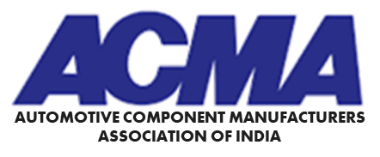 ACMA
AUTOMOTIVE COMPONENT MANUFACTURERS
ASSOCIATION OF INDIA